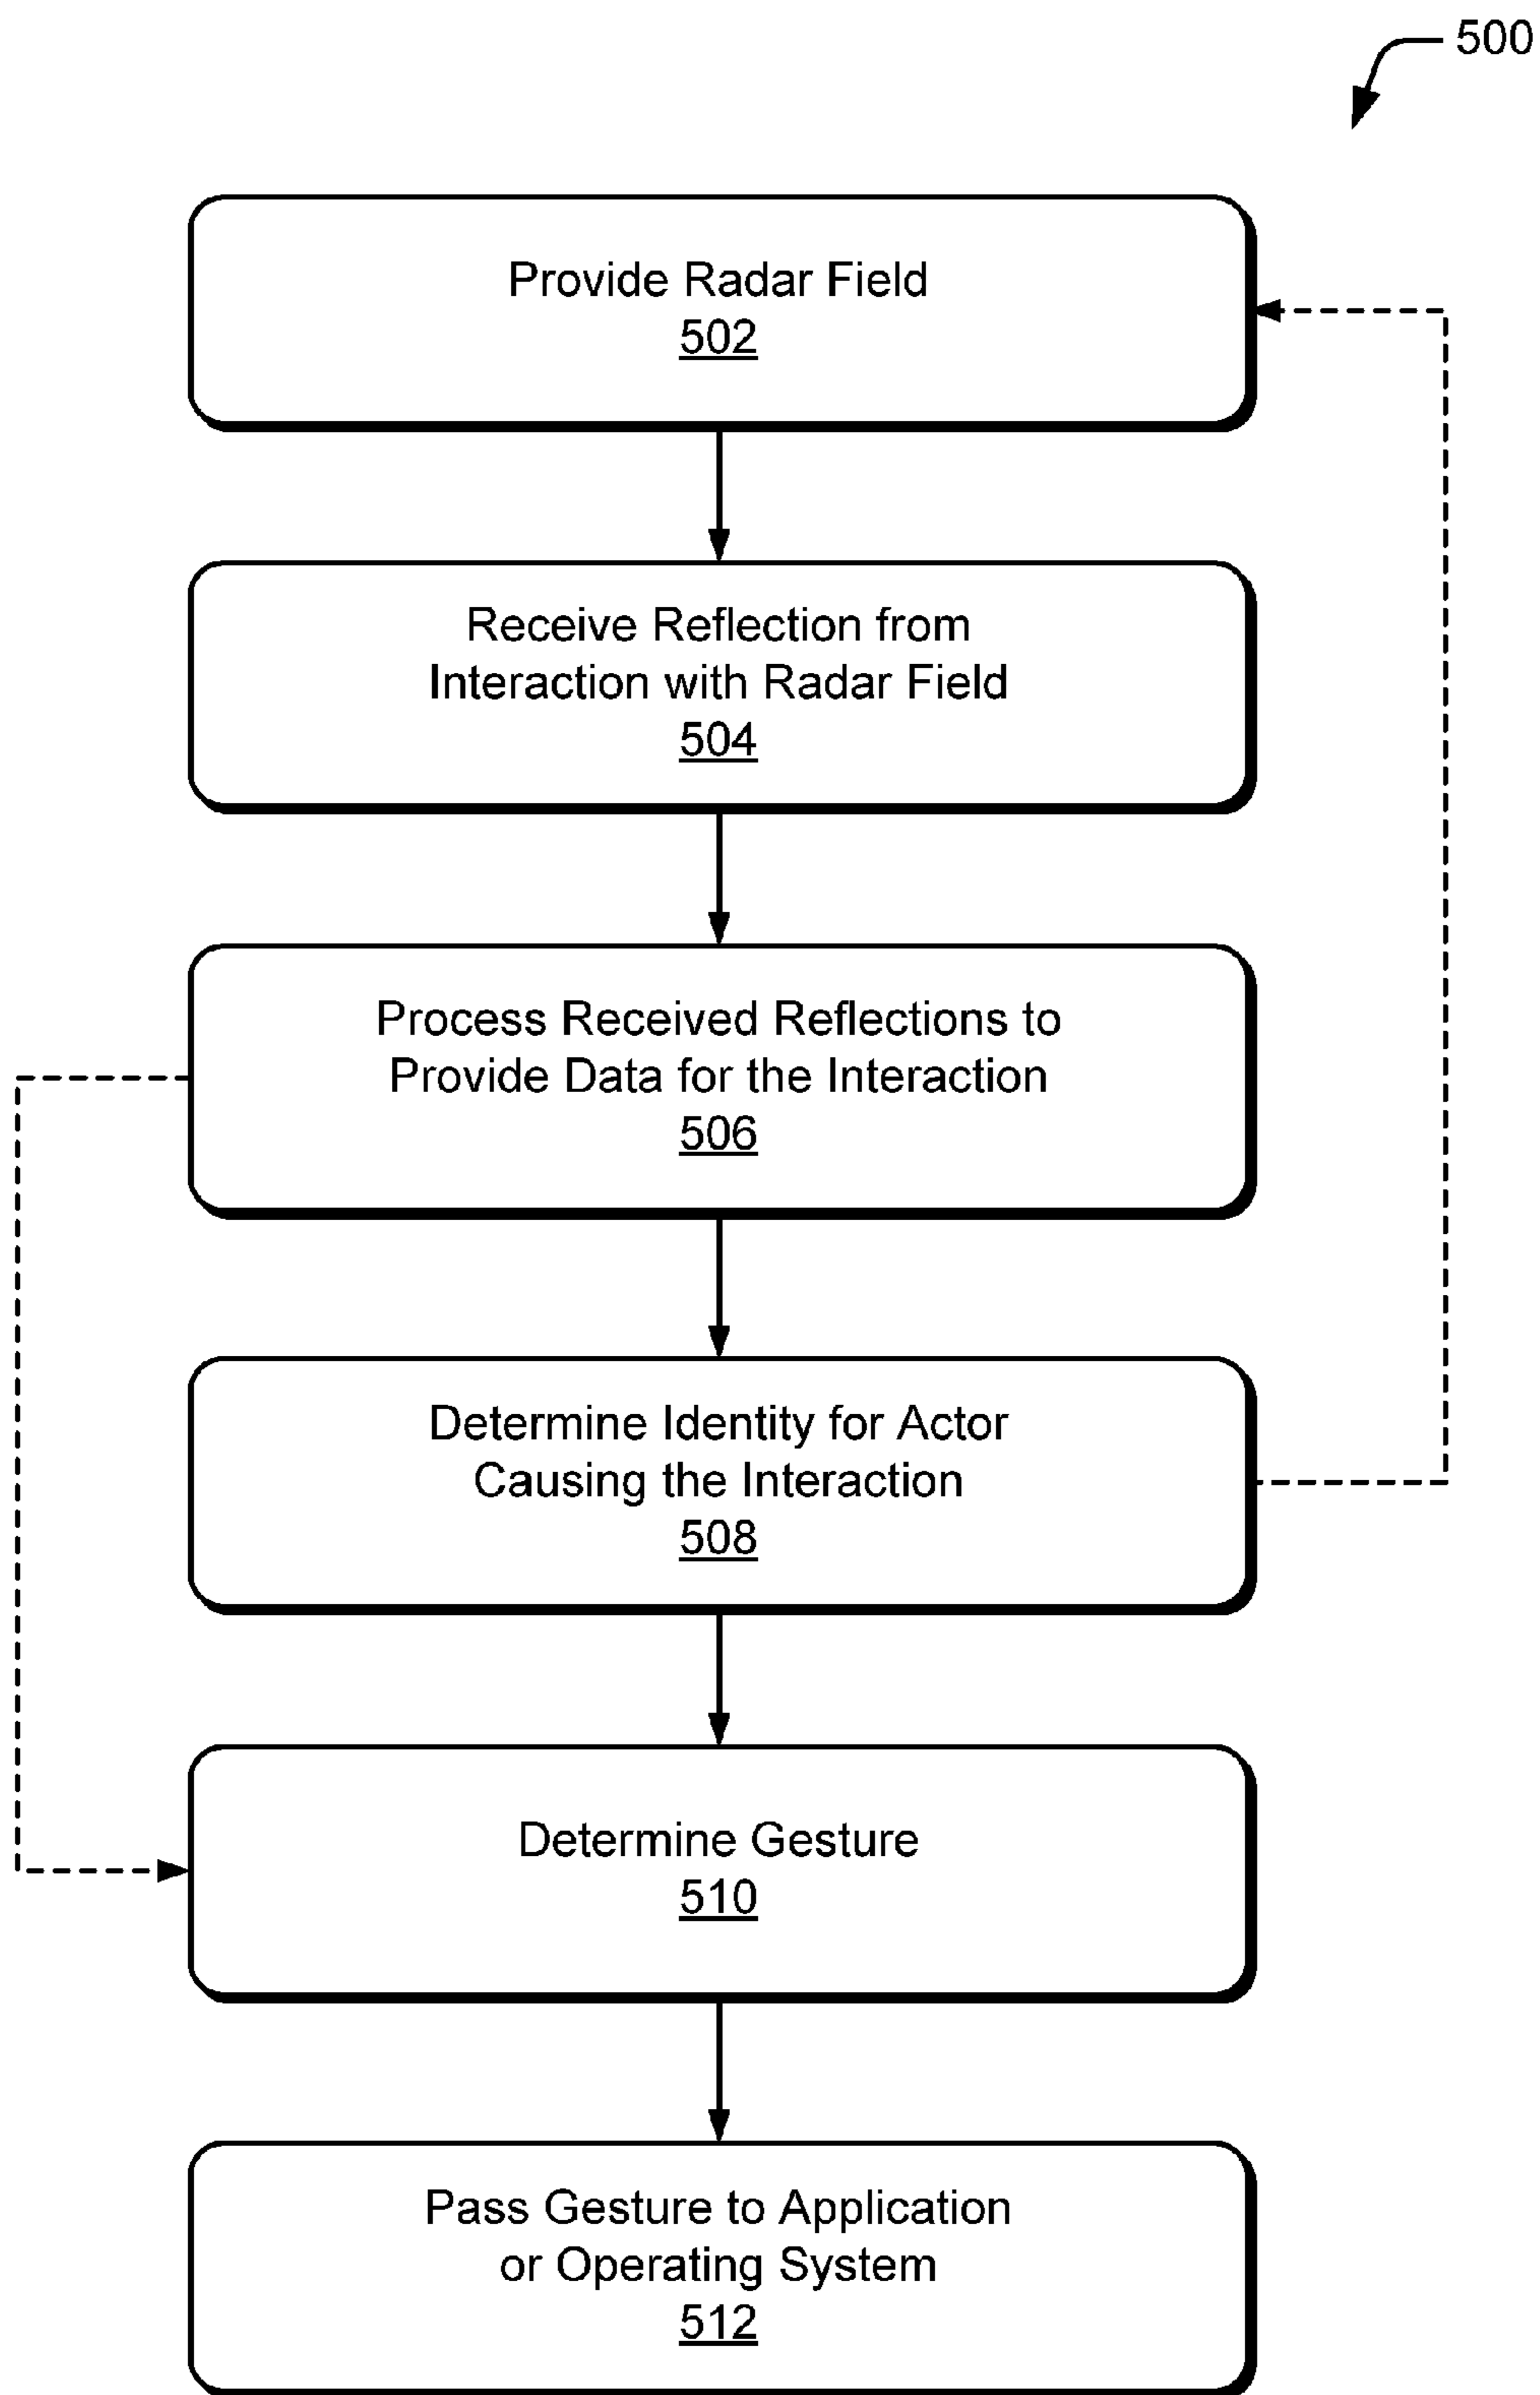 500
Provide Radar Field
502
Receive Reflection from
Interaction with Radar Field
504
Process Received Reflections to
Provide Data for the Interaction
506
Determine Identity for Actor
Causing the Interaction
508
Determine Gesture
510
Pass Gesture to Application
or Operating System
512